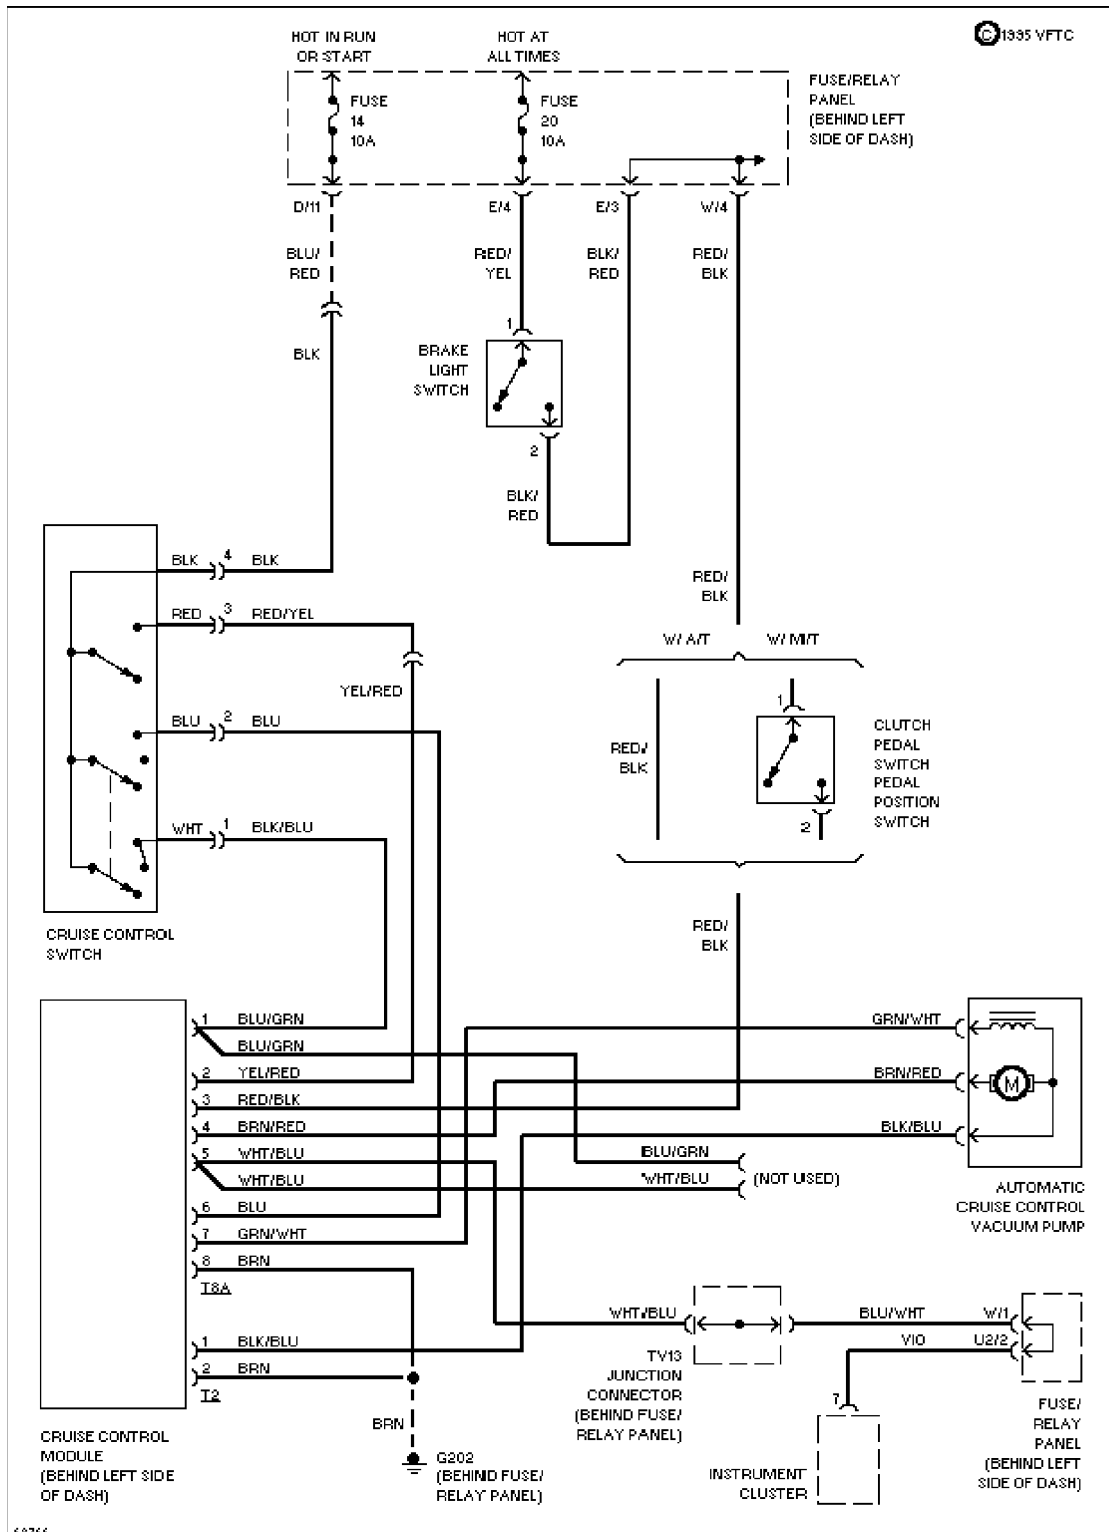 HOT IN RUN
OR START
HOT AT
ALL TIMES
©1995 VFTC
FUSE
14
10A
FUSE
20
10A
FUSE/RELAY
PANEL
(BEHIND LEFT
SIDE OF DASH)
D/11
E/4
E/3
W/4
BLU/
RED
RED/
YEL
BLK/
RED
RED/
BLK
BLK
1
BRAKE
LIGHT
SWITCH
2
BLK/
RED
BLK
4
BLK
RED/
BLK
RED
3
RED/YEL
W/ A/T
W/ M/T
YEL/RED
1
BLU
2
BLU
RED/
BLK
CLUTCH
PEDAL
SWITCH
PEDAL
POSITION
SWITCH
2
WHT
1
BLK/BLU
CRUISE CONTROL
SWITCH
RED/
BLK
1
BLU/GRN
BLU/GRN
2
YEL/RED
3
RED/BLK
4
BRN/RED
5
WHT/BLU
WHT/BLU
6
BLU
7
GRN/WHT
8
BRN
T8A
1
BLK/BLU
2
BRN
T2
GRN/WHT
BRN/RED
BLK/BLU
M
BLU/GRN
WHT/BLU
(NOT USED)
AUTOMATIC
CRUISE CONTROL
VACUUM PUMP
WHT/BLU
BLU/WHT
W/1
VIO
U2/2
TV13
JUNCTION
CONNECTOR
(BEHIND FUSE/
RELAY PANEL)
7
INSTRUMENT
CLUSTER
FUSE/
RELAY
PANEL
(BEHIND LEFT
SIDE OF DASH)
BRN
G202
(BEHIND FUSE/
RELAY PANEL)
CRUISE CONTROL
MODULE
(BEHIND LEFT SIDE
OF DASH)